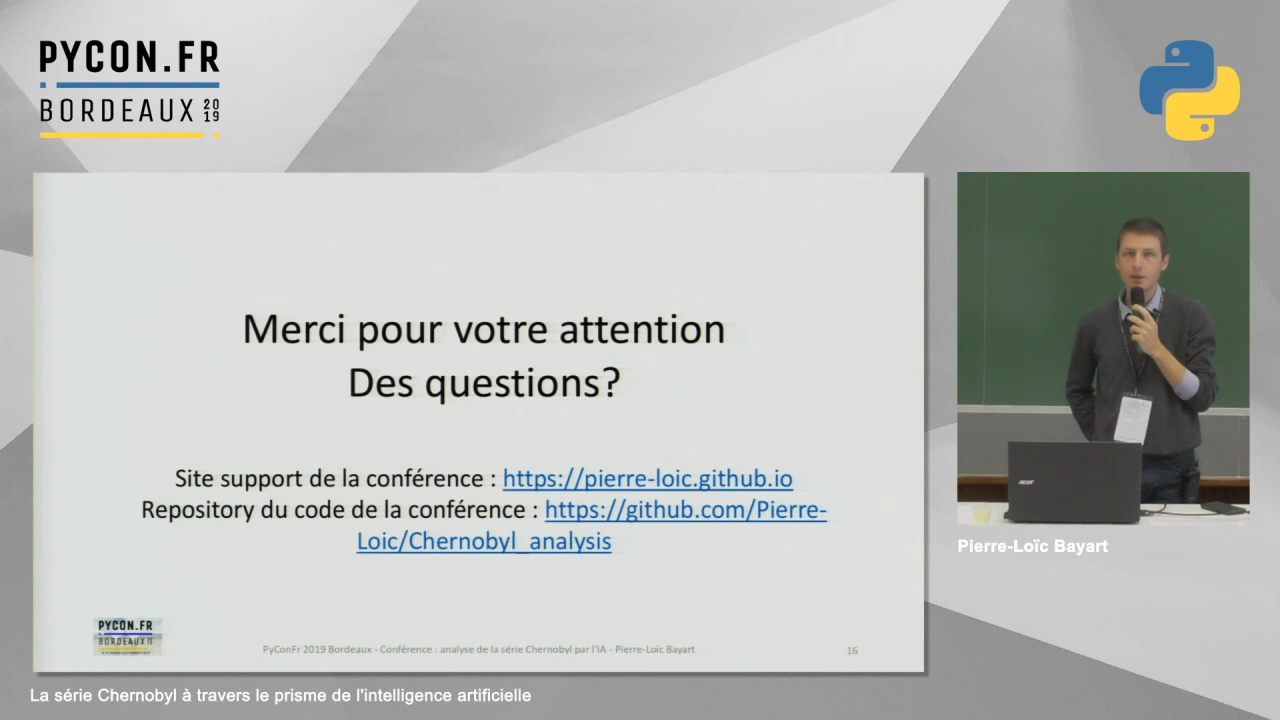 PYCON.FR
BORDEAUX 20
19
Merci pour votre attention
Des questions?
Site support de la conférence : https://pierre-loic.github.io
Repository du code de la conférence : https://github.com/Pierre-
Loic/Chernobyl_analysis
PYCON.FR
BORDEAUX
PyConFr 2019 Bordeaux - Conférence : analyse de la série Chernobyl par l'IA - Pierre-Loïc Bayart
16
acer
Pierre-Loïc Bayart
La série Chernobyl à travers le prisme de l'intelligence artificielle